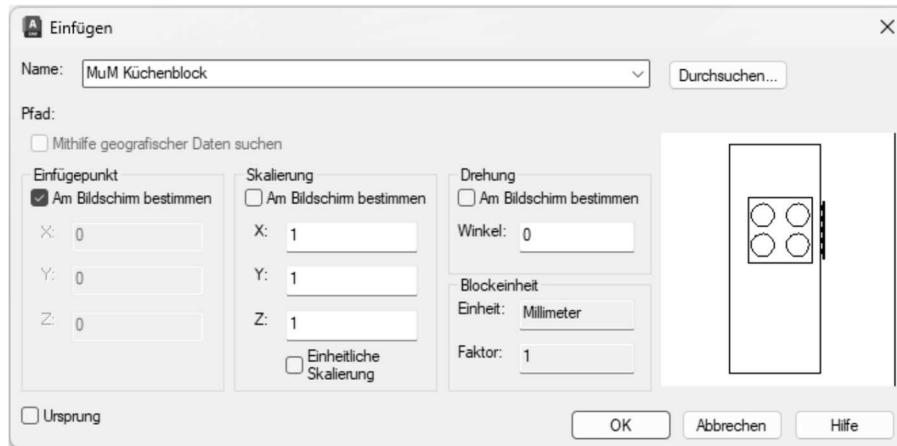 Einfügen
Name: MuM Küchenblock
Durchsuchen...
Pfad:
Mithilfe geografischer Daten suchen
Einfügepunkt
Am Bildschirm bestimmen
X: 0
Y: 0
Z: 0
Skalierung
Am Bildschirm bestimmen
X: 1
Y: 1
Z: 1
Einheitliche
Skalierung
Drehung
Am Bildschirm bestimmen
Winkel: 0
Blockeinheit
Einheit: Millimeter
Faktor: 1
Ursprung
OK
Abbrechen
Hilfe